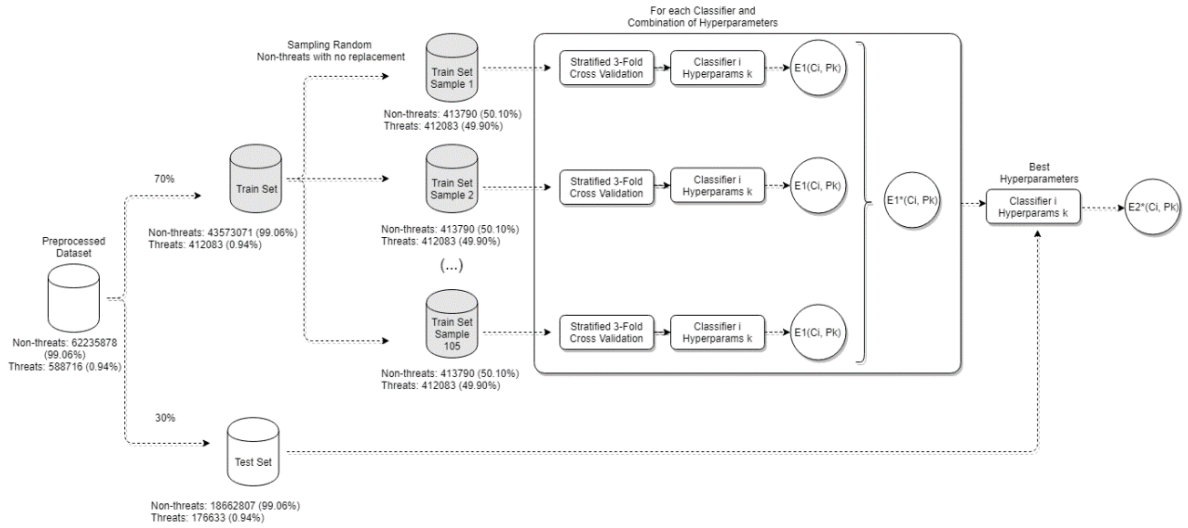 For each Classifier and
Combination of Hyperparameters
Sampling Random
Non-threats with no replacement
Train Set
Sample 1
Stratified 3-Fold
Cross Validation
Classifier i
Hyperparams k
E1(Ci, Pk)
Non-threats: 413790 (50.10%)
Threats: 412083 (49.90%)
70%
Train Set
Train Set
Sample 2
Stratified 3-Fold
Cross Validation
Classifier i
Hyperparams k
E1(Ci, Pk)
E1*(Ci, Pk)
Best
Hyperparameters
Classifier i
Hyperparams k
E2*(Ci, Pk)
Non-threats: 43573071 (99.06%)
Threats: 412083 (0.94%)
Non-threats: 413790 (50.10%)
Threats: 412083 (49.90%)
(...)
Preprocessed
Dataset
Train Set
Sample
105
Stratified 3-Fold
Cross Validation
Classifier i
Hyperparams k
E1(Ci, Pk)
Non-threats: 62235878
(99.06%)
Threats: 588716 (0.94%)
Non-threats: 413790 (50.10%)
Threats: 412083 (49.90%)
30%
Test Set
Non-threats: 18662807 (99.06%)
Threats: 176633 (0.94%)